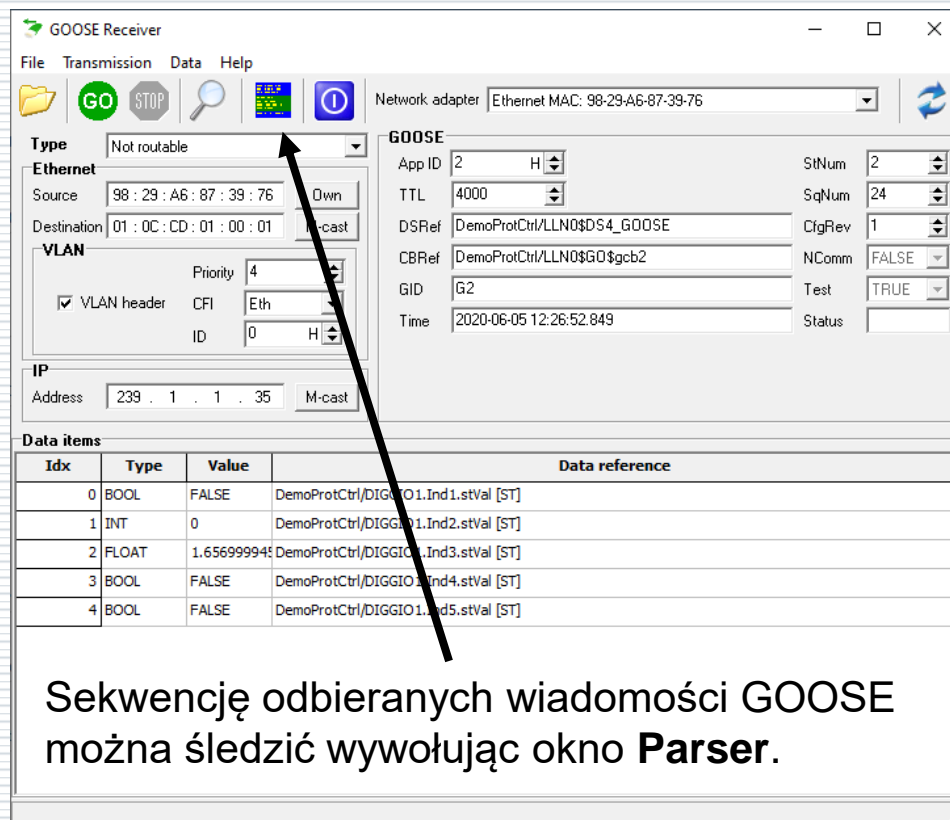 GOOSE Receiver
File Transmission Data Help
GO STOP Network adapter Ethernet MAC: 98-29-A6-87-39-76
Type Not routable
Ethernet
Source 98 : 29 : A6 : 87 : 39 : 76 Own
Destination 01 : 0C : CD : 01 : 00 : 01 M-cast
VLAN
Priority 4
VLAN header CFI Eth
ID 0 H
IP
Address 239 . 1 . 1 . 35 M-cast
GOOSE
App ID 2 H StNum 2
TTL 4000 SqNum 24
DSRef DemoProtCtrl/LLN0$DS4_GOOSE CfgRev 1
CBRef DemoProtCtrl/LLN0$GO$gcb2 NComm FALSE
GID G2 Test TRUE
Time 2020-06-05 12:26:52.849 Status
Data items
Idx Type Value Data reference
0 BOOL FALSE DemoProtCtrl/DIGGIO1.Ind1.stVal [ST]
1 INT 0 DemoProtCtrl/DIGGIO1.Ind2.stVal [ST]
2 FLOAT 1.656999945 DemoProtCtrl/DIGGIO1.Ind3.stVal [ST]
3 BOOL FALSE DemoProtCtrl/DIGGIO1.Ind4.stVal [ST]
4 BOOL FALSE DemoProtCtrl/DIGGIO1.Ind5.stVal [ST]
Sekwencję odbieranych wiadomości GOOSE
można śledzić wywołując okno Parser.